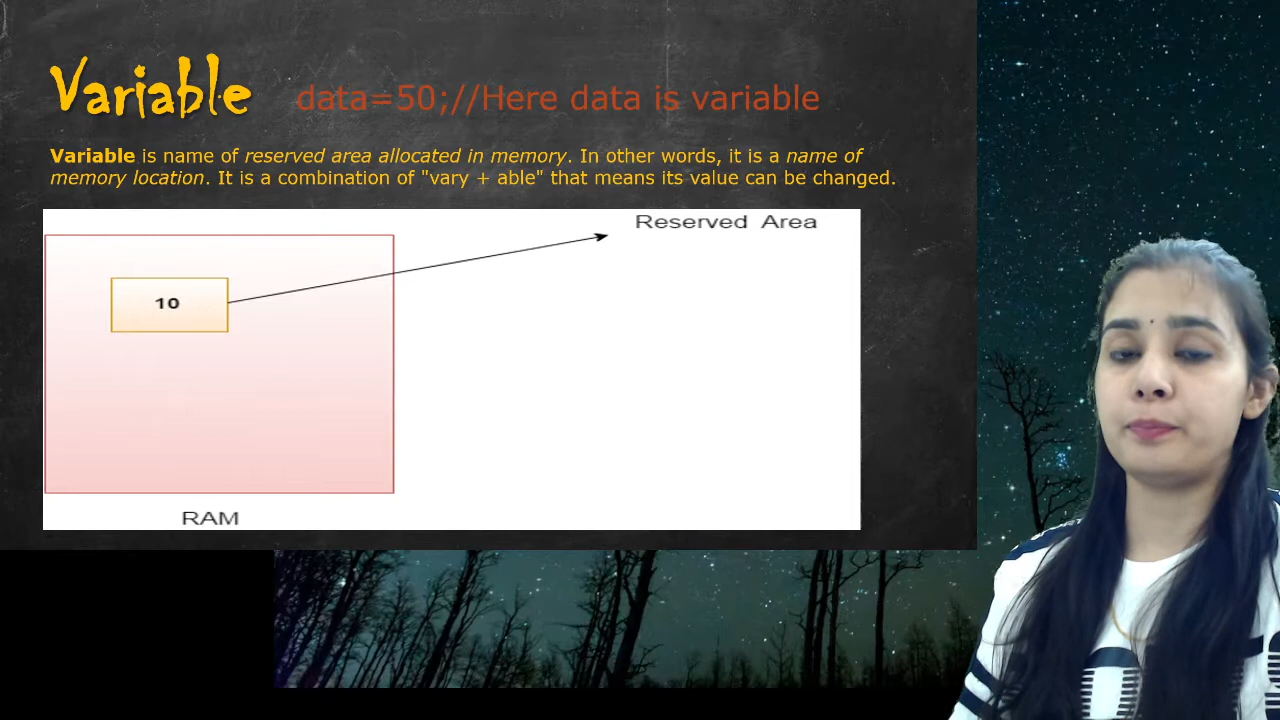 Variable data=50;//Here data is variable
Variable is name of reserved area allocated in memory. In other words, it is a name of
memory location. It is a combination of "vary + able" that means its value can be changed.
Reserved Area
10
RAM